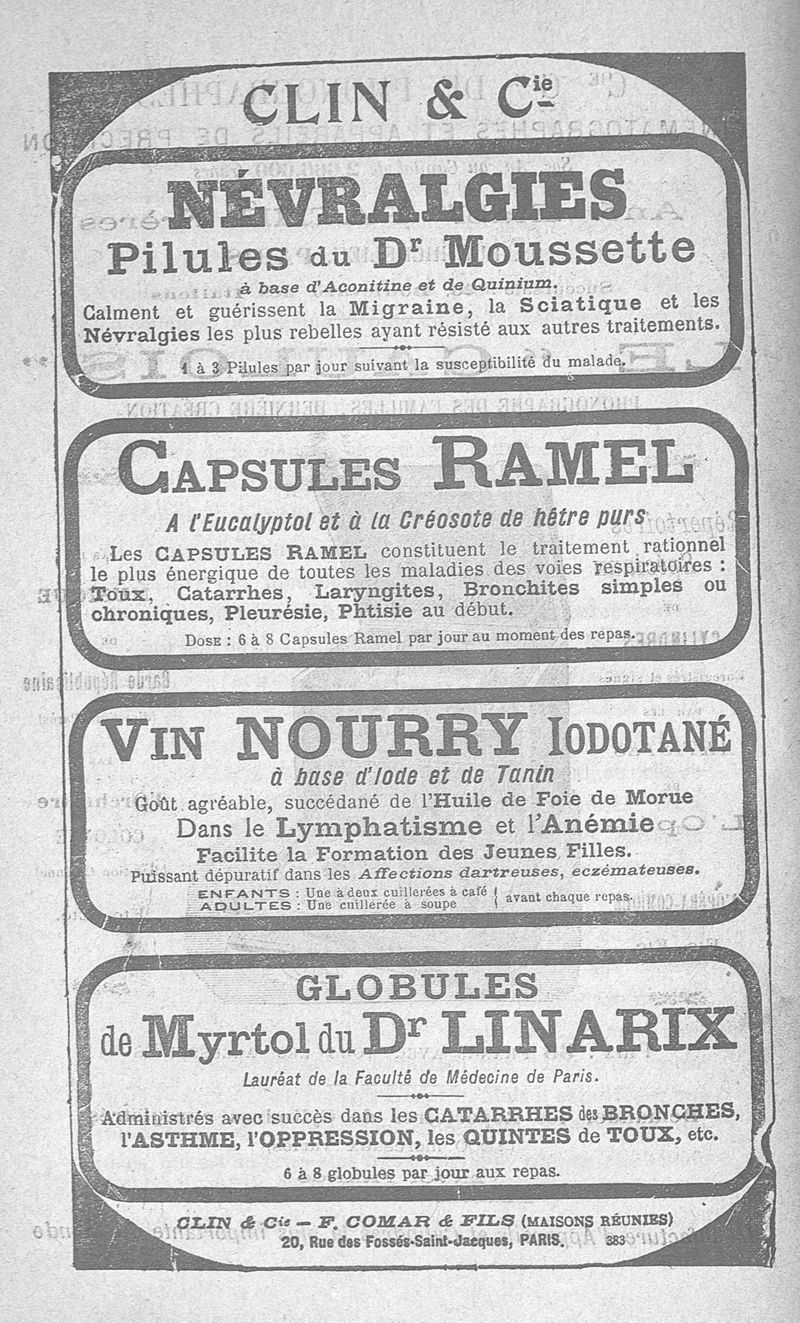 CLIN & Cie
NÉVRALGIES
Pilules du Dr Moussette
à base d'Aconitine et de Quinium.
Calment et guérissent la Migraine, la Sciatique et les
Névralgies les plus rebelles ayant résisté aux autres traitements.
1 à 3 Pilules par jour suivant la susceptibilité du malade.
CAPSULES RAMEL
A l'Eucalyptol et à la Créosote de hêtre purs
Les CAPSULES RAMEL constituent le traitement rationnel
le plus énergique de toutes les maladies des voies respiratoires :
Toux, Catarrhes, Laryngites, Bronchites simples ou
chroniques, Pleurésie, Phtisie au début.
DOSE : 6 à 8 Capsules Ramel par jour au moment des repas.
VIN NOURRY IODOTANÉ
à base d'Iode et de Tanin
Goût agréable, succédané de l'Huile de Foie de Morue
Dans le Lymphatisme et l'Anémie
Facilite la Formation des Jeunes Filles.
Puissant dépuratif dans les Affections dartreuses, eczémateuses.
ENFANTS : Une à deux cuillerées à café
ADULTES : Une cuillerée à soupe
avant chaque repas.
GLOBULES
de Myrtol du Dr LINARIX
Lauréat de la Faculté de Médecine de Paris.
Administrés avec succès dans les CATARRHES des BRONCHES,
l'ASTHME, l'OPPRESSION, les QUINTES de TOUX, etc.
6 à 8 globules par jour aux repas.
CLIN & Cie — F. COMAR & FILS (MAISONS RÉUNIES)
20, Rue des Fossés-Saint-Jacques, PARIS. 383